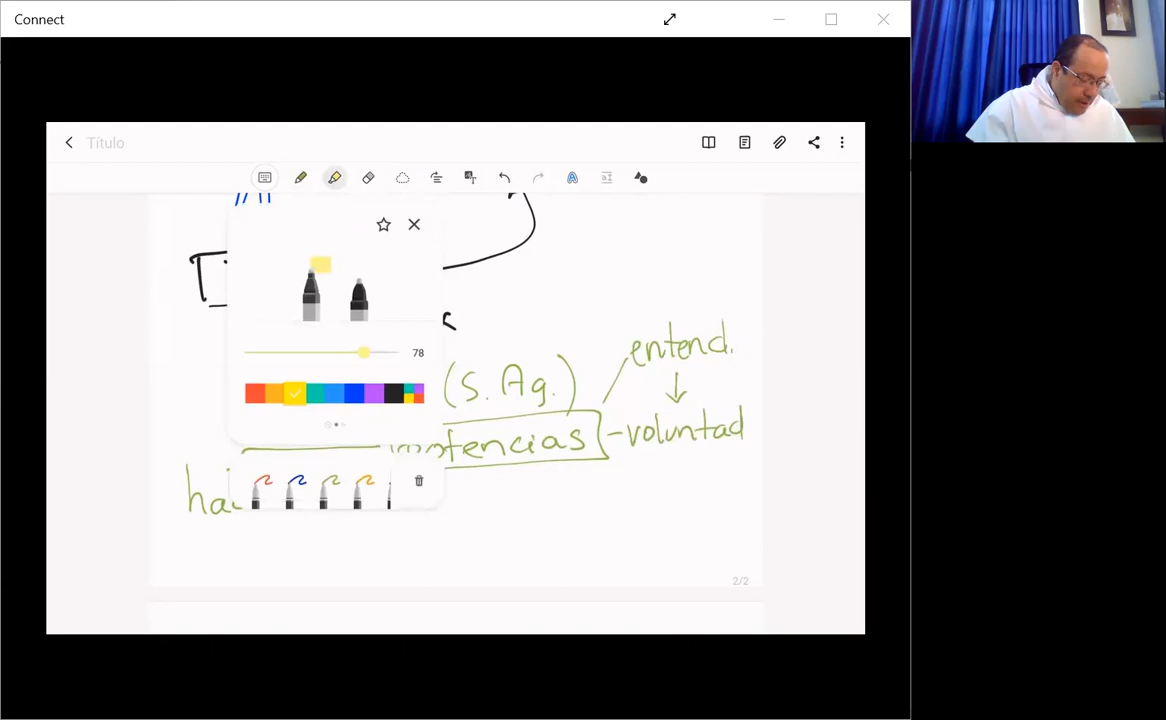 Connect
Título
78
entend.
(S. Ag.)
potencias - voluntad
2/2